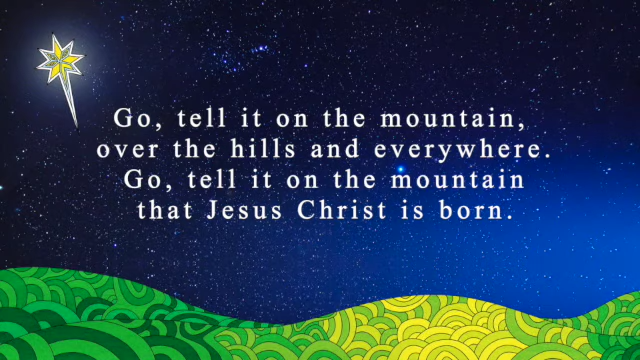 Go, tell it on the mountain,
over the hills and everywhere.
Go, tell it on the mountain
that Jesus Christ is born.